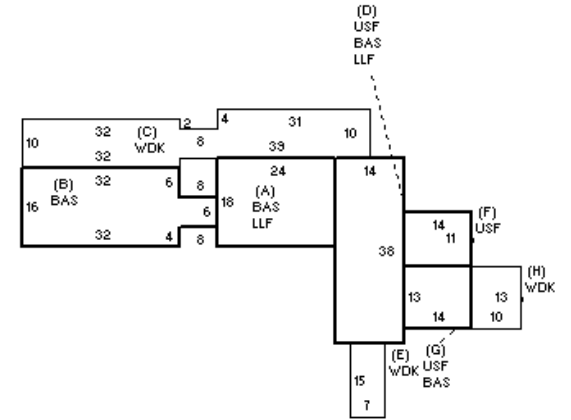 (D)
USF
BAS
LLF
2
4
31
32
(C)
WDK
10
8
10
32
39
32
6
8
24
14
(B)
BAS
(A)
BAS
LLF
16
18
6
14
11
(F)
USF
32
4
8
38
(H)
WDK
13
13
14
10
(E)
WDK
(G)
USF
BAS
15
7